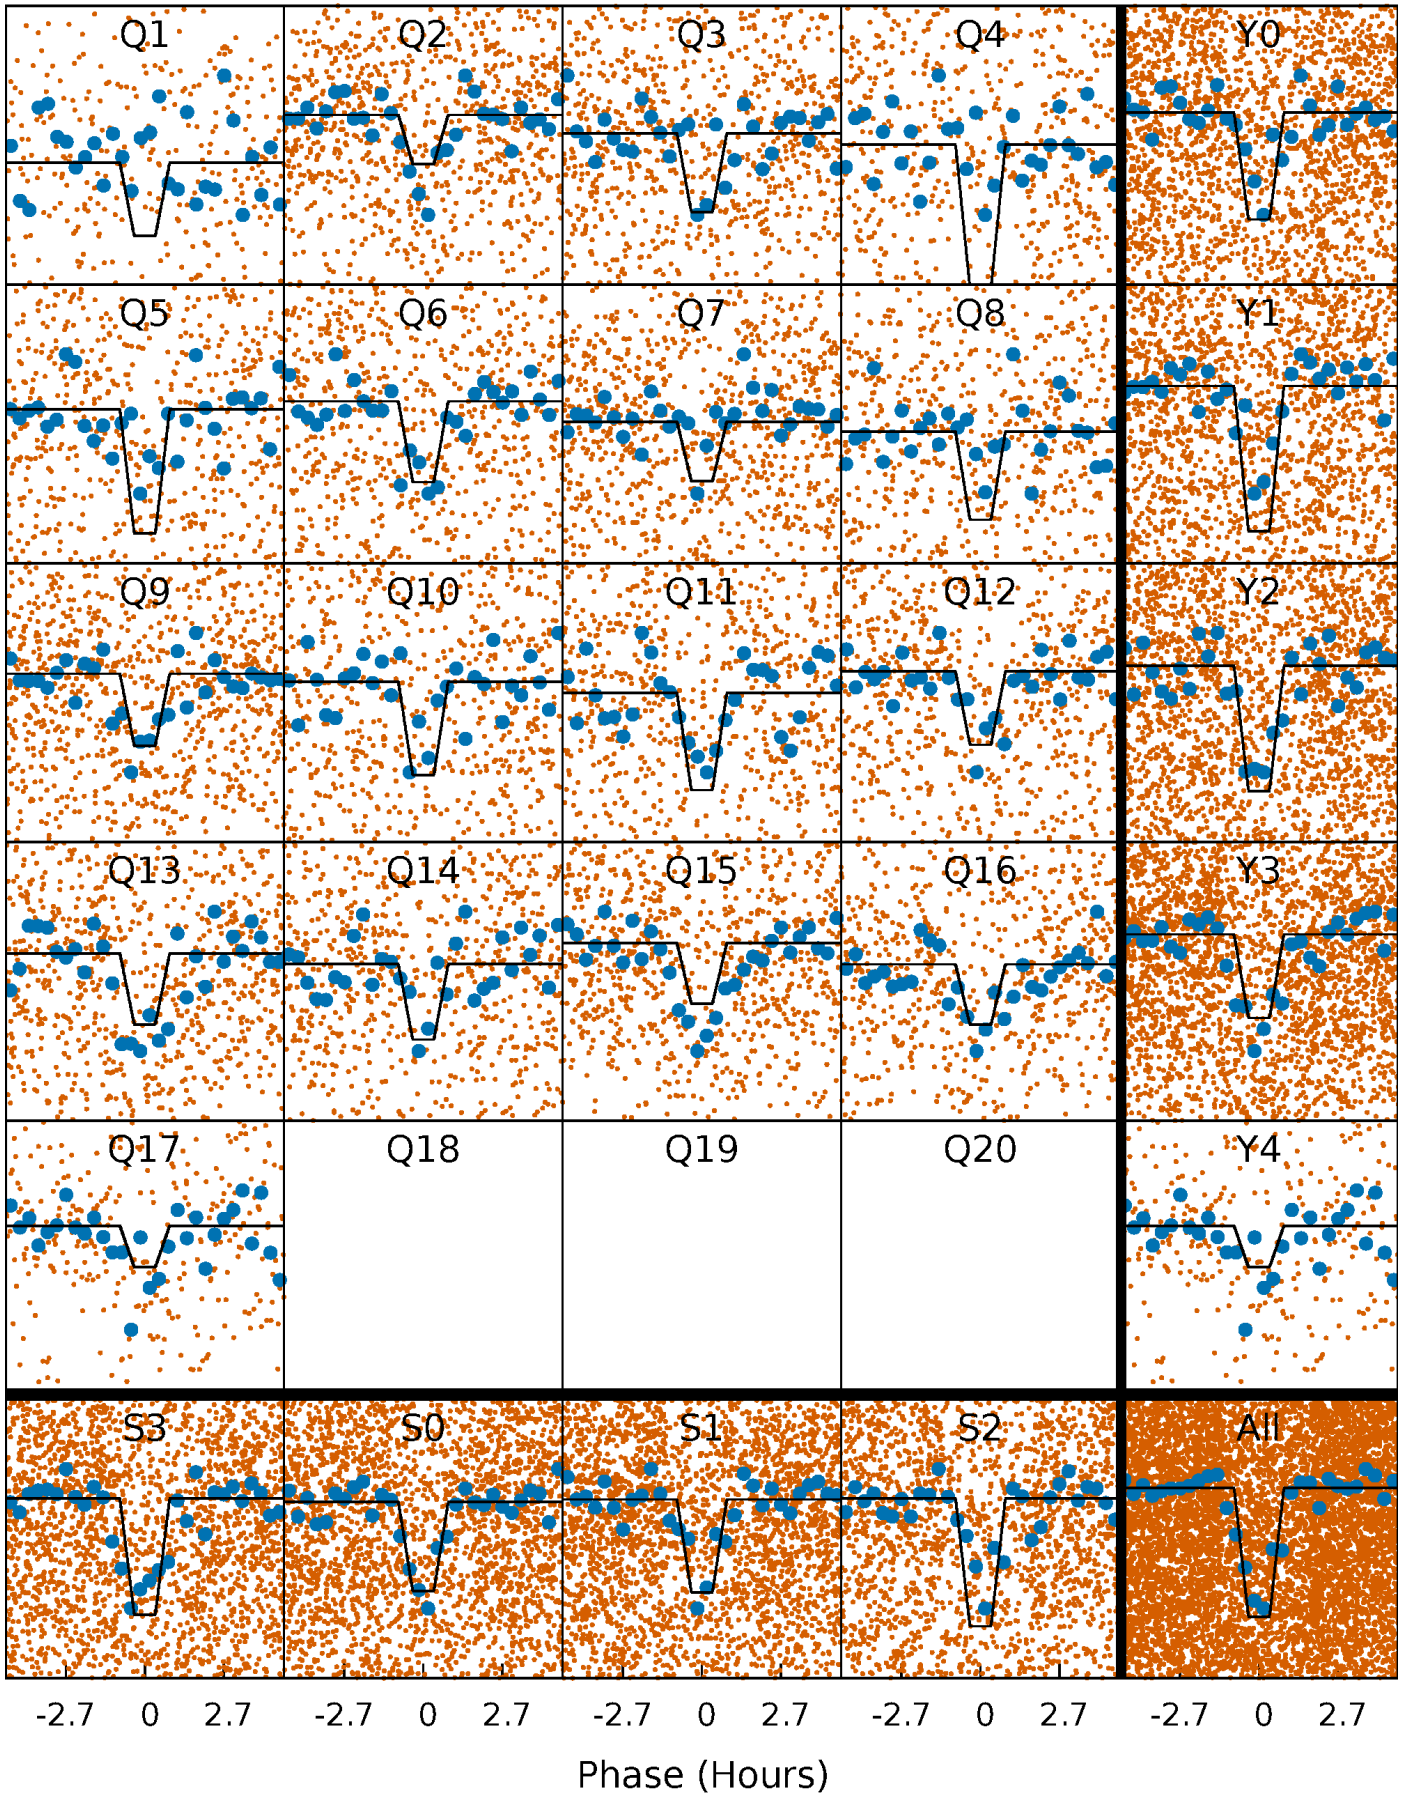 Q1 Q2 Q3 Q4 Y0
Q5 Q6 Q7 Q8 Y1
Q9 Q10 Q11 Q12 Y2
Q13 Q14 Q15 Q16 Y3
Q17 Q18 Q19 Q20 Y4
S3 S0 S1 S2 All
-2.7 0 2.7 -2.7 0 2.7 -2.7 0 2.7 -2.7 0 2.7 -2.7 0 2.7
Phase (Hours)